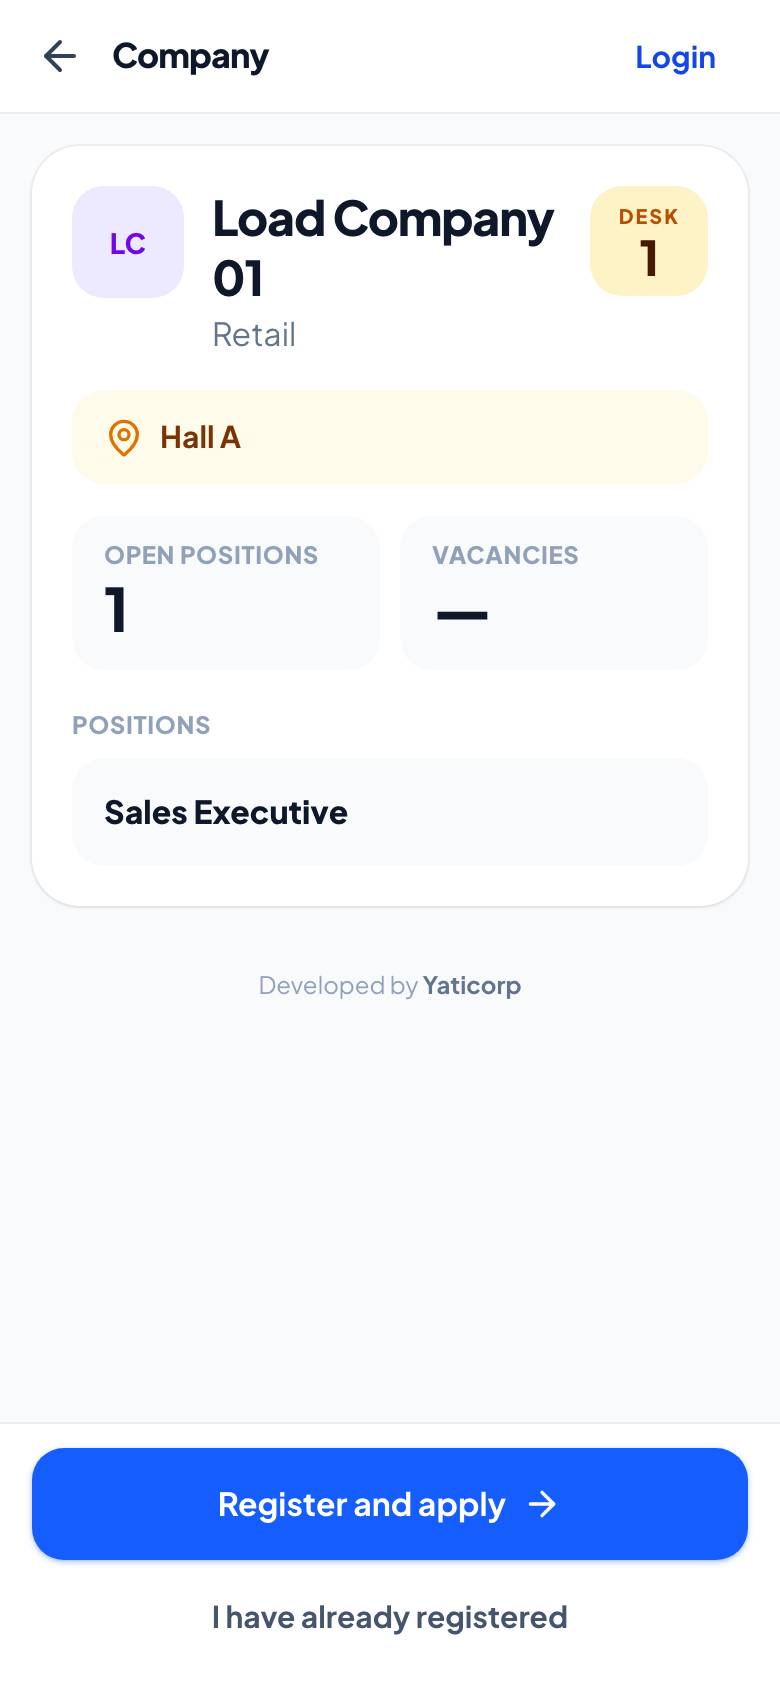 Company
Login
LC
Load Company
01
Retail
DESK
1
Hall A
OPEN POSITIONS
1
VACANCIES
—
POSITIONS
Sales Executive
Developed by Yaticorp
Register and apply →
I have already registered